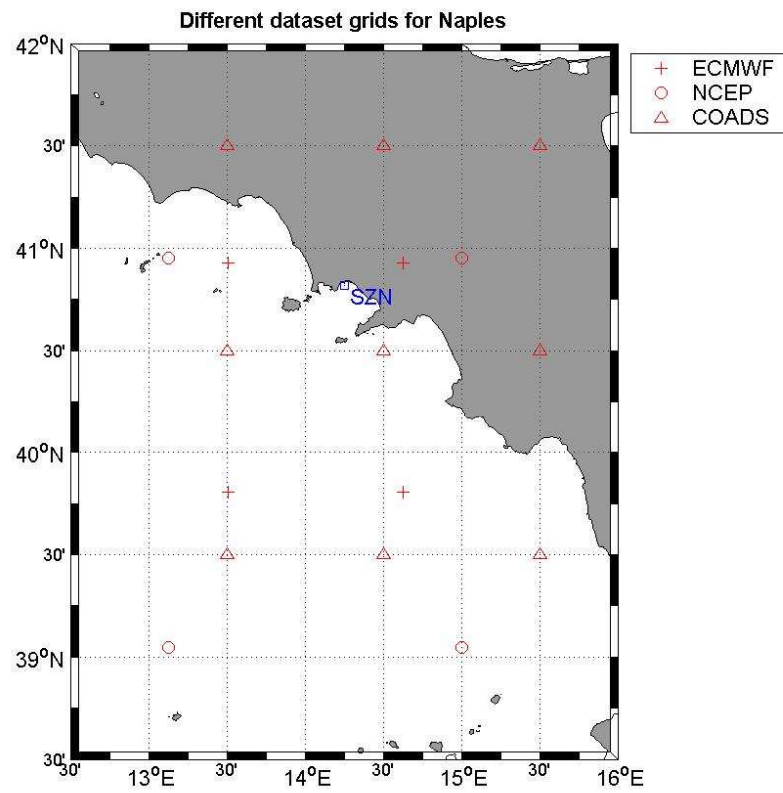 Different dataset grids for Naples
42°N
ECMWF
NCEP
COADS
30'
41°N
SZN
30'
40°N
30'
39°N
30'
30' 13°E 30' 14°E 30' 15°E 30' 16°E